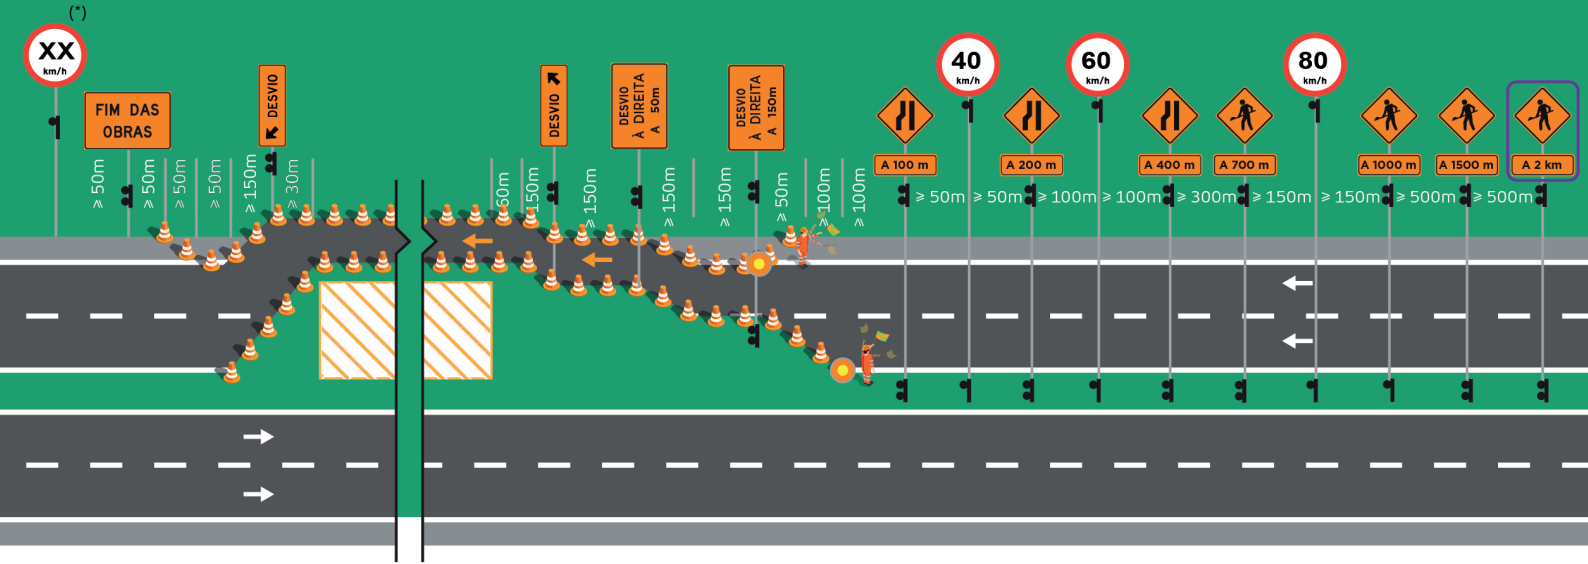 (*)
XX
km/h
FIM DAS
OBRAS
DESVIO
DESVIO
DESVIO
À DIREITA
A 50m
DESVIO
À DIREITA
A 150m
40
km/h
60
km/h
80
km/h
A 100 m
A 200 m
A 400 m
A 700 m
A 1000 m
A 1500 m
A 2 km
⩾ 50m
⩾ 50m
⩾ 50m
⩾ 50m
⩾ 150m
⩾ 30m
60m
150m
⩾ 150m
⩾ 150m
⩾ 150m
⩾ 50m
⩾ 100m
⩾ 100m
⩾ 50m
⩾ 50m
⩾ 100m
⩾ 100m
⩾ 300m
⩾ 150m
⩾ 150m
⩾ 500m
⩾ 500m